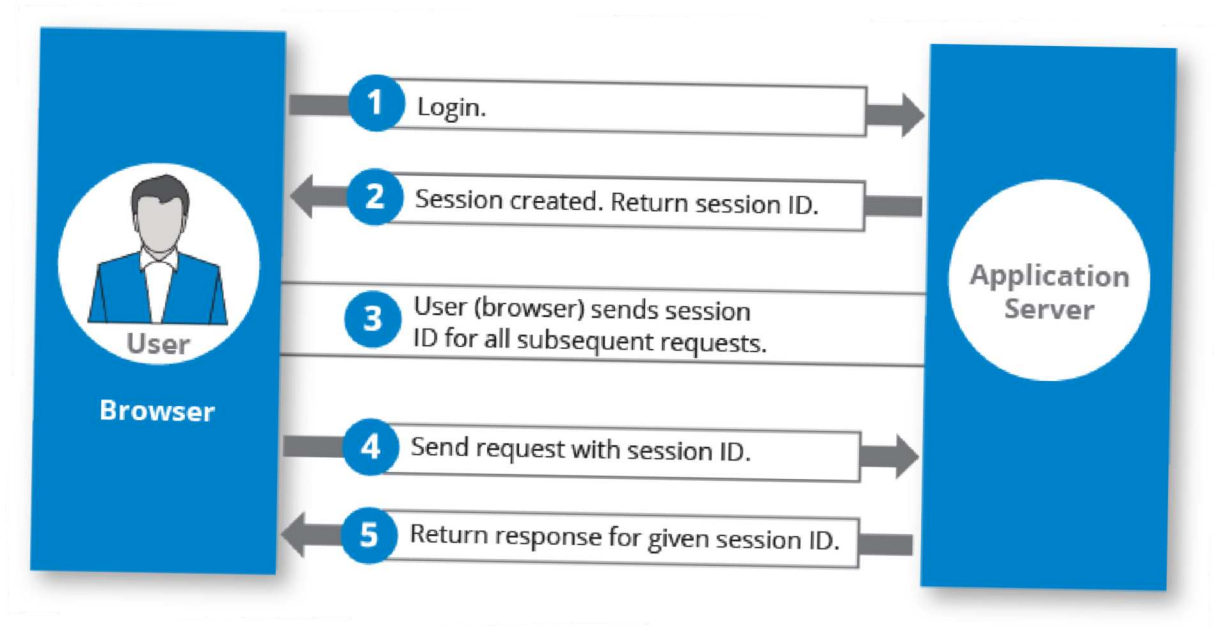 1 Login.
2 Session created. Return session ID.
3 User (browser) sends session
ID for all subsequent requests.
4 Send request with session ID.
5 Return response for given session ID.
User
Browser
Application
Server